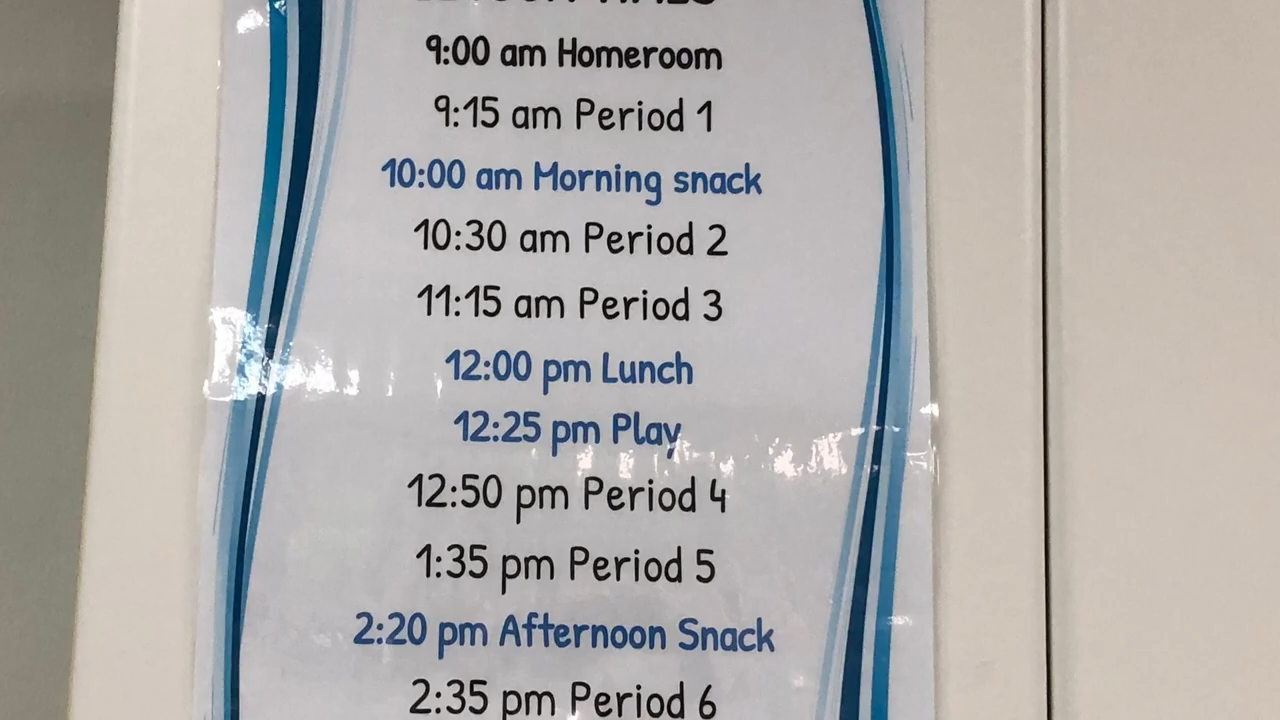 9:00 am Homeroom
9:15 am Period 1
10:00 am Morning snack
10:30 am Period 2
11:15 am Period 3
12:00 pm Lunch
12:25 pm Play
12:50 pm Period 4
1:35 pm Period 5
2:20 pm Afternoon Snack
2:35 pm Period 6